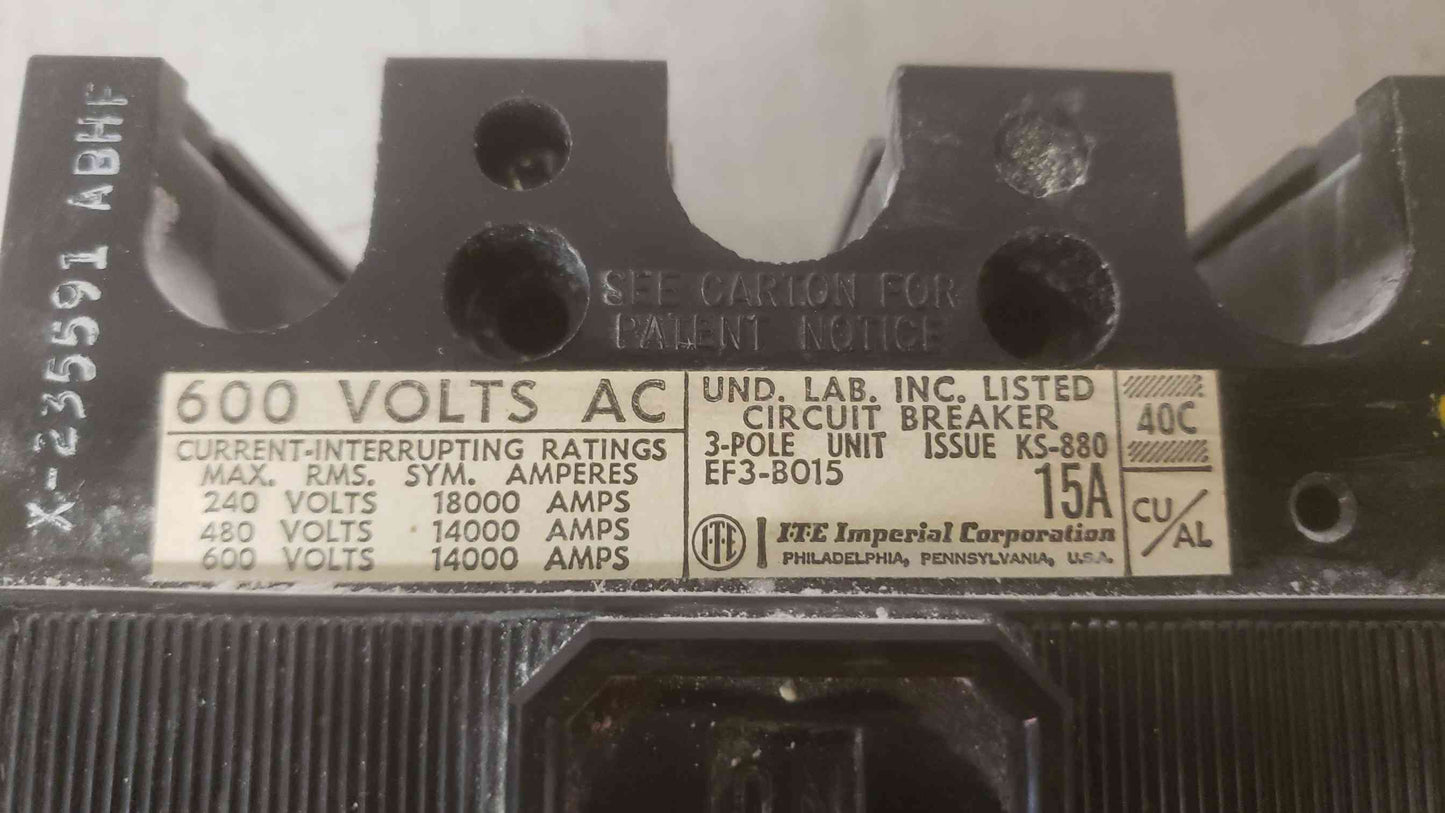 X-23591 ABHF
SEE CARTON FOR
PATENT NOTICE
600 VOLTS AC
CURRENT-INTERRUPTING RATINGS
MAX. RMS. SYM. AMPERES
240 VOLTS 18000 AMPS
480 VOLTS 14000 AMPS
600 VOLTS 14000 AMPS
UND. LAB. INC. LISTED
CIRCUIT BREAKER
3-POLE UNIT ISSUE KS-880
EF3-B015
15A
I-T-E
I-T-E Imperial Corporation
PHILADELPHIA, PENNSYLVANIA, U.S.A.
40C
CU/AL